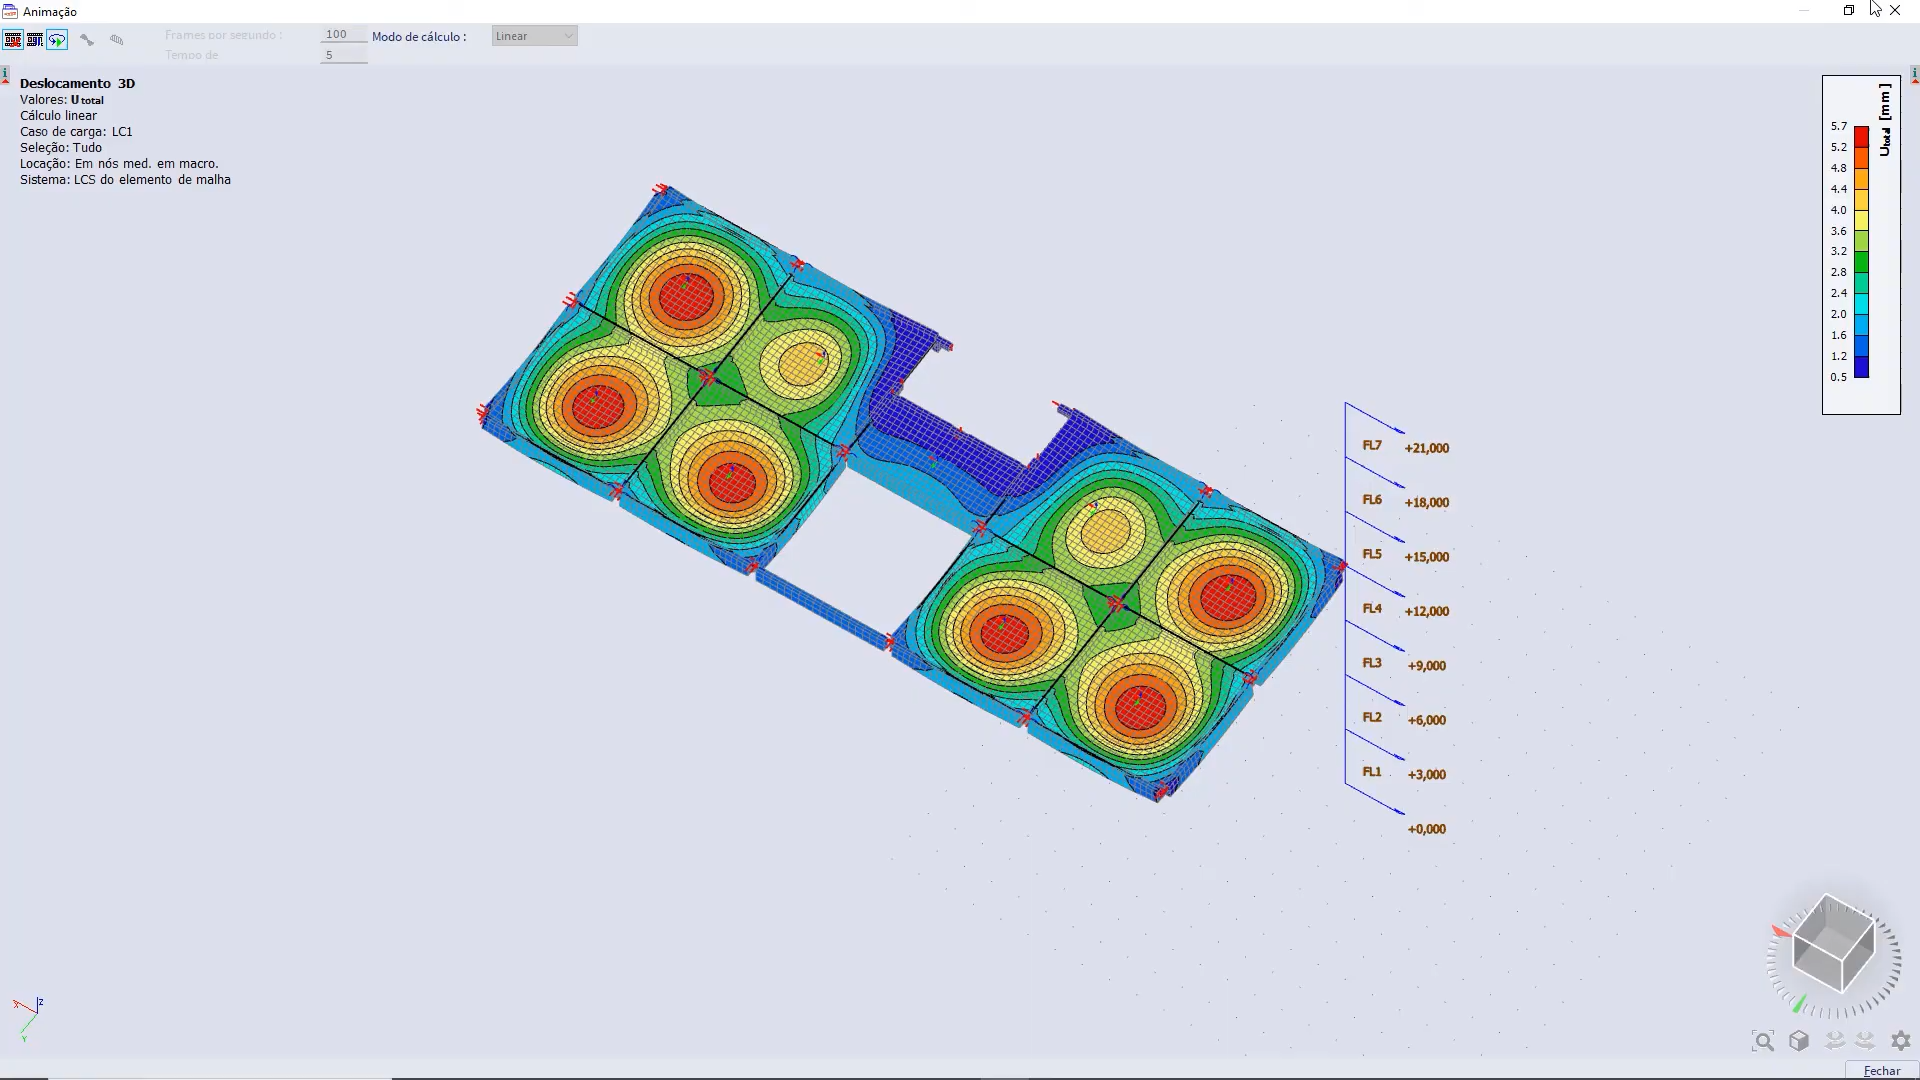 Animação
Frames por segundo :
100
Modo de cálculo :
Linear
Tempo de
5
Deslocamento 3D
Valores: U total
Cálculo linear
Caso de carga: LC1
Seleção: Tudo
Locação: Em nós med. em macro.
Sistema: LCS do elemento de malha
U total [mm]
5.7
5.2
4.8
4.4
4.0
3.6
3.2
2.8
2.4
2.0
1.6
1.2
0.5
FL7 +21,000
FL6 +18,000
FL5 +15,000
FL4 +12,000
FL3 +9,000
FL2 +6,000
FL1 +3,000
+0,000
X
Z
Y
Fechar